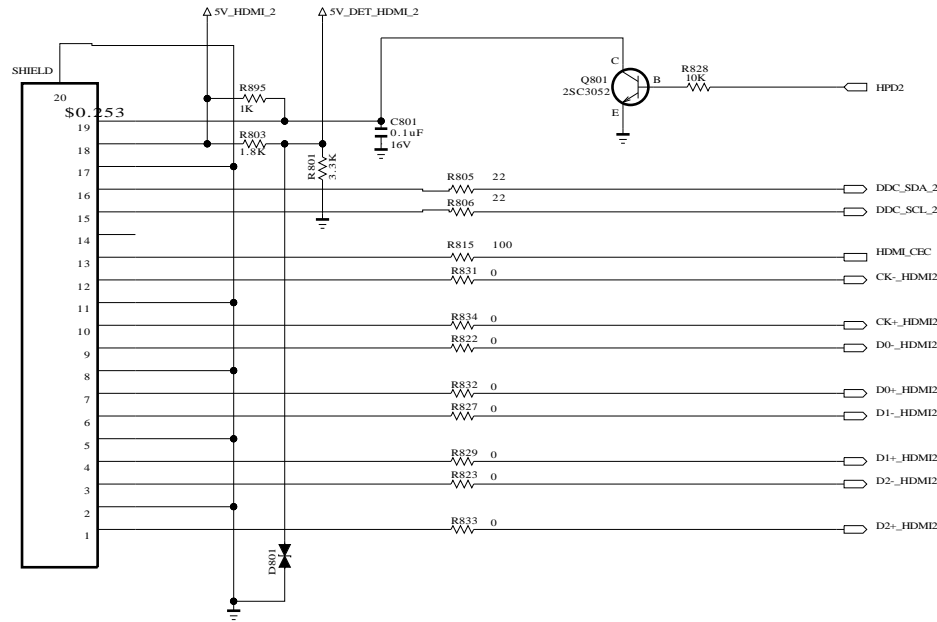 5V_HDMI_2
5V_DET_HDMI_2
SHIELD
20
$0.253
19
18
17
16
15
14
13
12
11
10
9
8
7
6
5
4
3
2
1
R895
1K
R803
1.8K
R801
3.3K
C801
0.1uF
16V
C
Q801
2SC3052
B
E
R828
10K
HPD2
R805 22
DDC_SDA_2
R806 22
DDC_SCL_2
R815 100
HDMI_CEC
R831 0
CK-_HDMI2
R834 0
CK+_HDMI2
R822 0
D0-_HDMI2
R832 0
D0+_HDMI2
R827 0
D1-_HDMI2
R829 0
D1+_HDMI2
R823 0
D2-_HDMI2
R833 0
D2+_HDMI2
D801